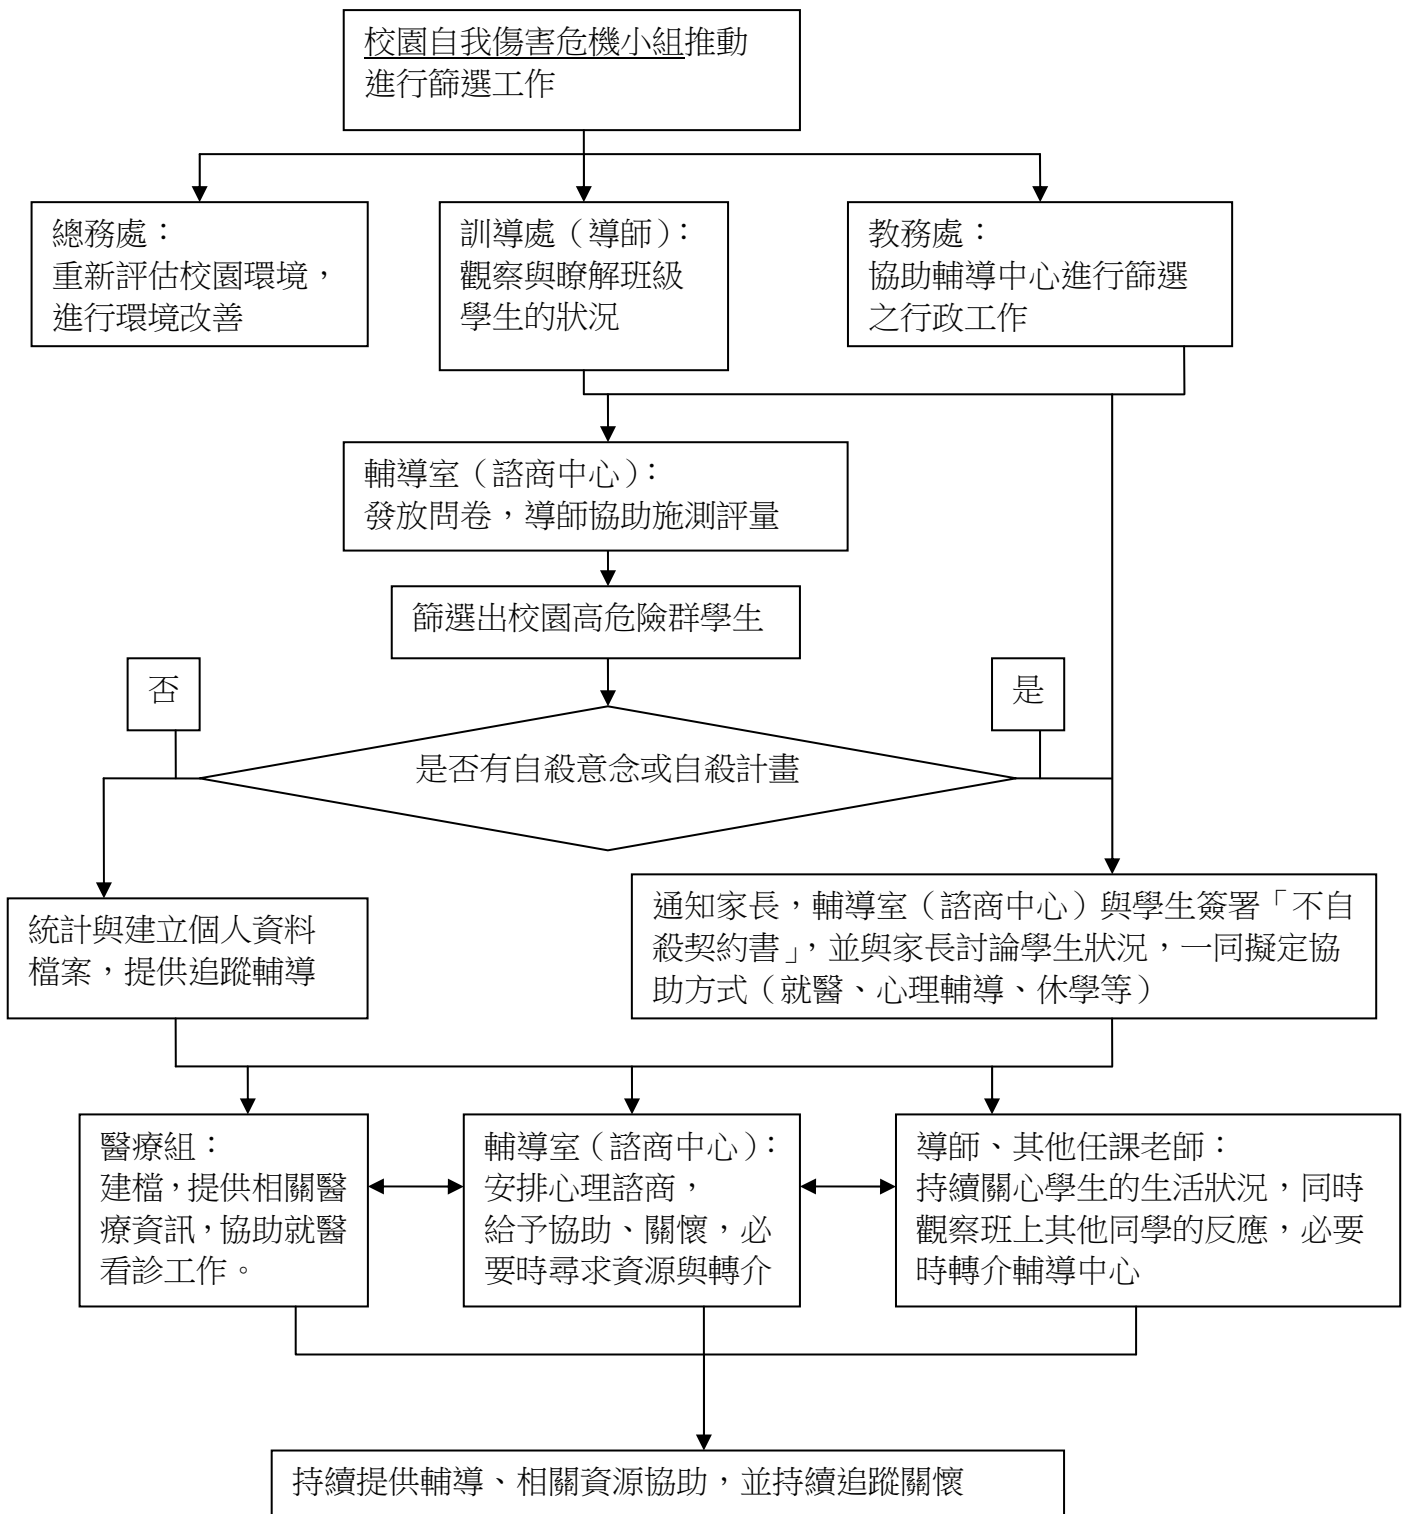 校園自我傷害危機小組推動
進行篩選工作
總務處：
重新評估校園環境，
進行環境改善
訓導處（導師）：
觀察與瞭解班級
學生的狀況
教務處：
協助輔導中心進行篩選
之行政工作
輔導室（諮商中心）：
發放問卷，導師協助施測評量
篩選出校園高危險群學生
否
是
是否有自殺意念或自殺計畫
統計與建立個人資料
檔案，提供追蹤輔導
通知家長，輔導室（諮商中心）與學生簽署「不自
殺契約書」，並與家長討論學生狀況，一同擬定協
助方式（就醫、心理輔導、休學等）
醫療組：
建檔，提供相關醫
療資訊，協助就醫
看診工作。
輔導室（諮商中心）：
安排心理諮商，
給予協助、關懷，必
要時尋求資源與轉介
導師、其他任課老師：
持續關心學生的生活狀況，同時
觀察班上其他同學的反應，必要
時轉介輔導中心
持續提供輔導、相關資源協助，並持續追蹤關懷